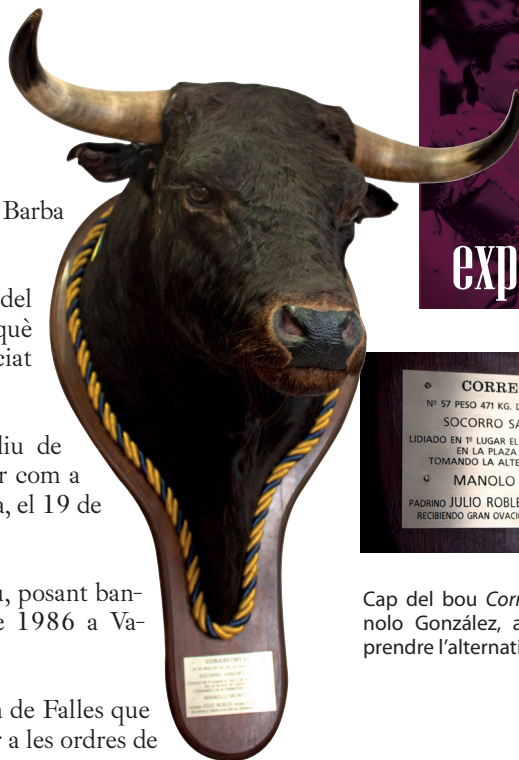 Barba
del
què
ciat
liu de
r com a
a, el 19 de
u, posant ban-
e 1986 a Va-
n de Falles que
r a les ordres de
exp
CORRE
Nº 57 PESO 471 KG. D
SOCORRO SA
LIDIADO EN 1º LUGAR EL
EN LA PLAZA
TOMANDO LA ALTE
MANOLO
PADRINO JULIO ROBLE
RECIBIENDO GRAN OVACI
Cap del bou Corr
nolo González, a
prendre l'alternati